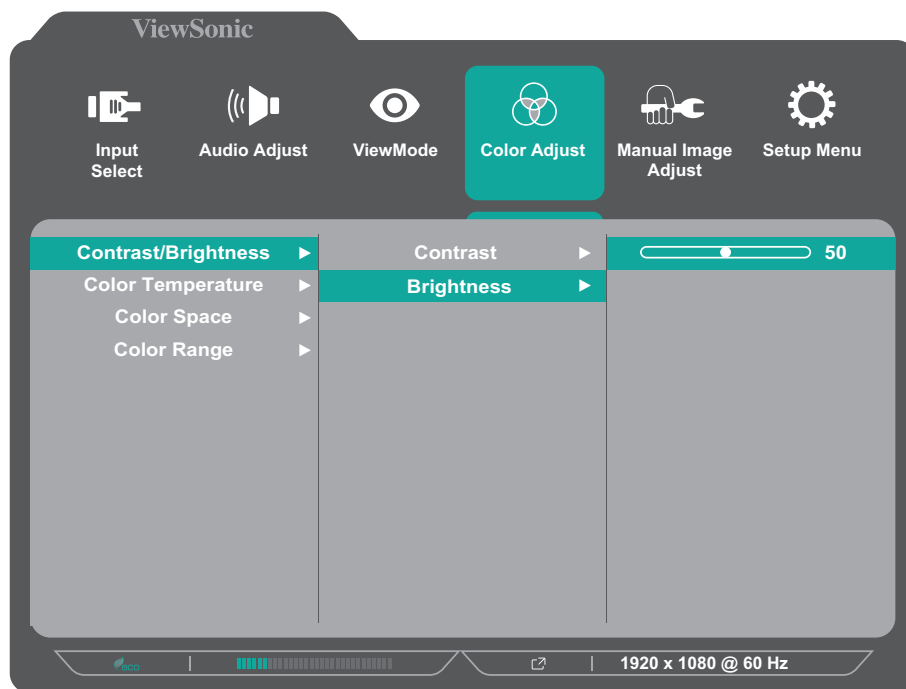 ViewSonic
Input
Select
Audio Adjust
ViewMode
Color Adjust
Manual Image
Adjust
Setup Menu
Contrast/Brightness
Contrast
50
Color Temperature
Brightness
Color Space
Color Range
eco
1920 x 1080 @ 60 Hz